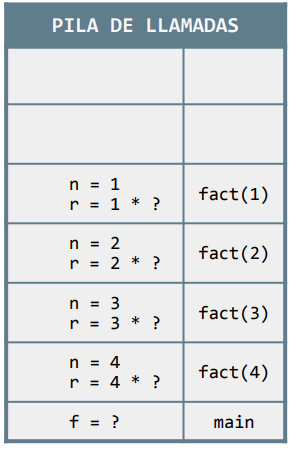 PILA DE LLAMADAS
n = 1
r = 1 * ?
fact(1)
n = 2
r = 2 * ?
fact(2)
n = 3
r = 3 * ?
fact(3)
n = 4
r = 4 * ?
fact(4)
f = ?
main